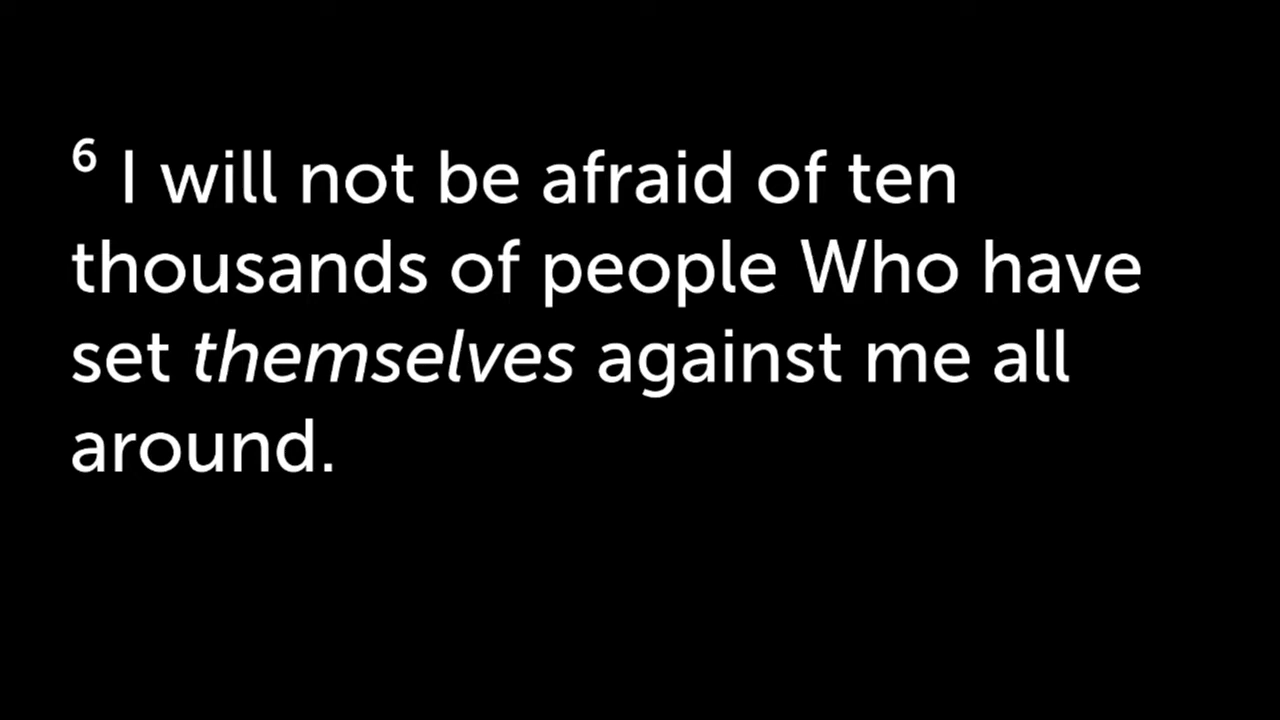 6 I will not be afraid of ten
thousands of people Who have
set themselves against me all
around.